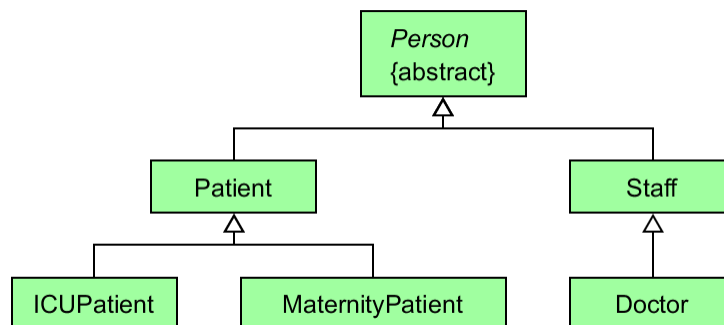 Person
{abstract}
Patient
Staff
ICUPatient
MaternityPatient
Doctor